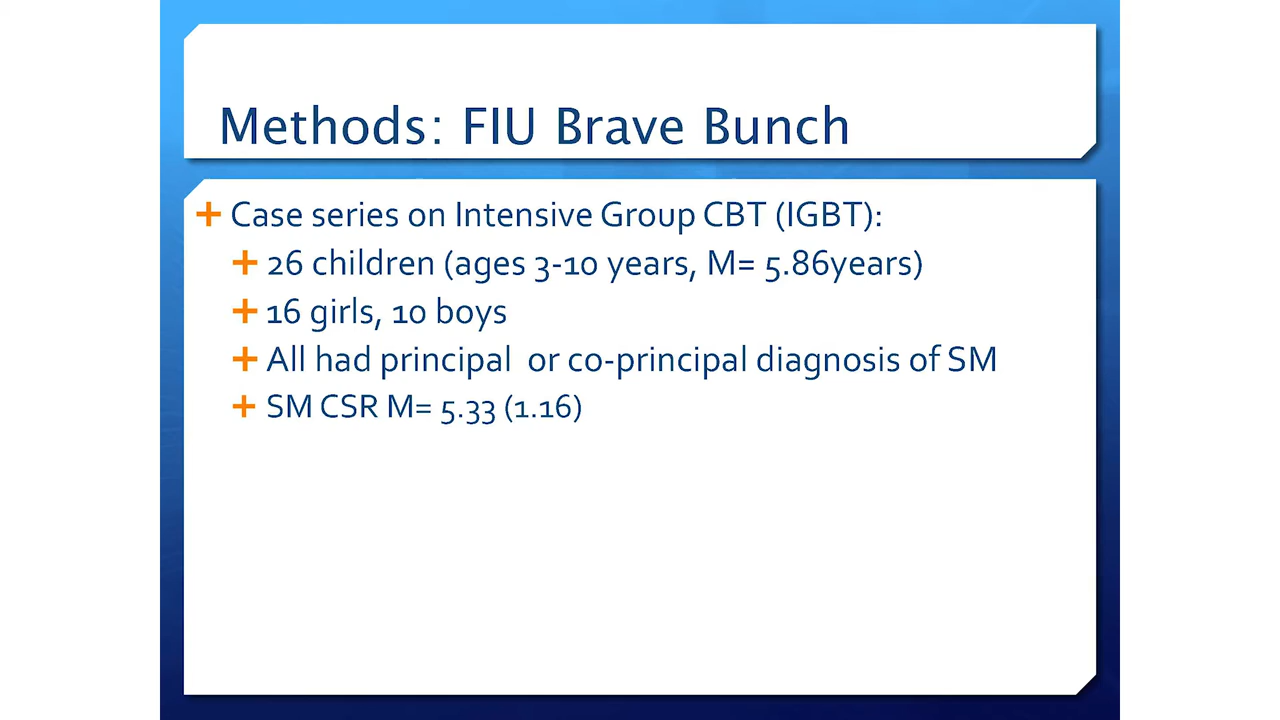 Methods: FIU Brave Bunch
Case series on Intensive Group CBT (IGBT):
26 children (ages 3-10 years, M= 5.86years)
16 girls, 10 boys
All had principal  or co-principal diagnosis of SM
SM CSR M= 5.33 (1.16)